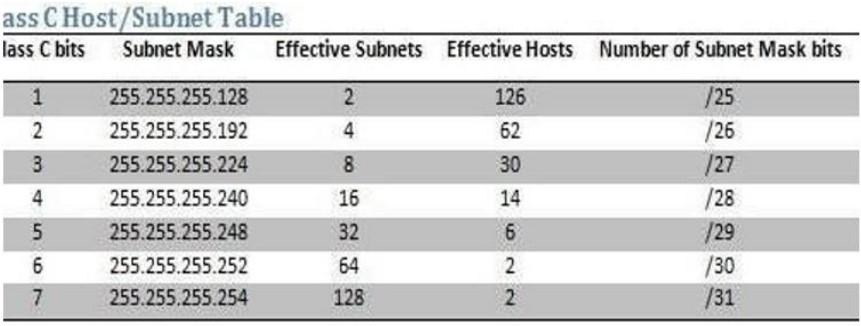 ass C Host/Subnet Table
lass C bits Subnet Mask Effective Subnets Effective Hosts Number of Subnet Mask bits
1 255.255.255.128 2 126 /25
2 255.255.255.192 4 62 /26
3 255.255.255.224 8 30 /27
4 255.255.255.240 16 14 /28
5 255.255.255.248 32 6 /29
6 255.255.255.252 64 2 /30
7 255.255.255.254 128 2 /31